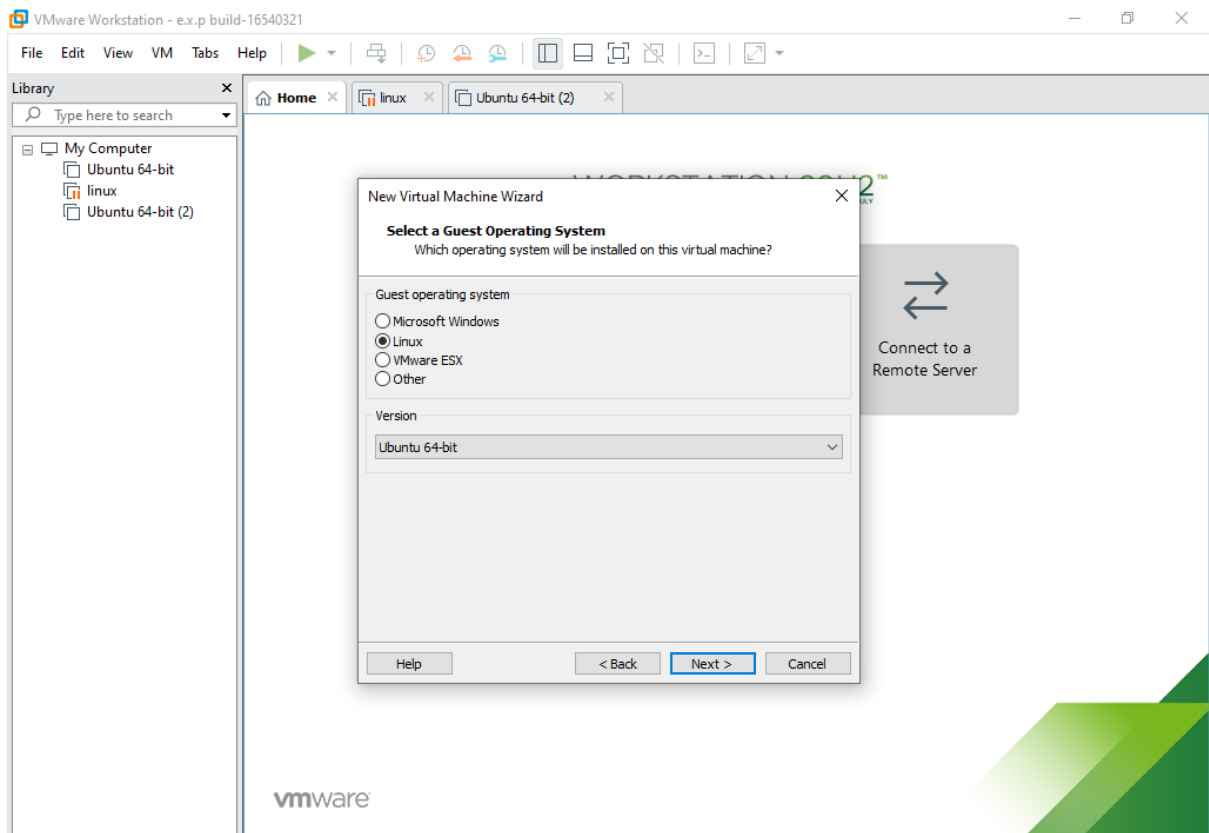 VMware Workstation - e.x.p build-16540321
File Edit View VM Tabs Help
Library
Type here to search
My Computer
Ubuntu 64-bit
linux
Ubuntu 64-bit (2)
Home
linux
Ubuntu 64-bit (2)
WORKSTATION 20H2™
New Virtual Machine Wizard
Select a Guest Operating System
Which operating system will be installed on this virtual machine?
Guest operating system
Microsoft Windows
Linux
VMware ESX
Other
Version
Ubuntu 64-bit
Help
< Back
Next >
Cancel
Connect to a
Remote Server
vmware